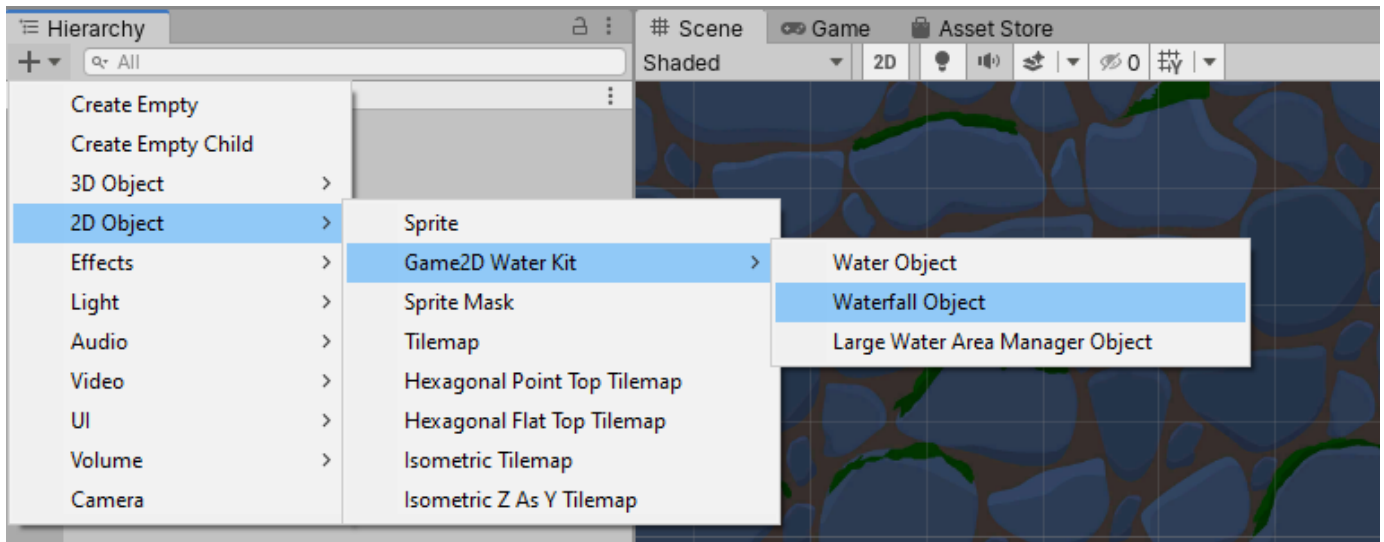 Hierarchy
All
Create Empty
Create Empty Child
3D Object
2D Object
Effects
Light
Audio
Video
UI
Volume
Camera
Sprite
Game2D Water Kit
Sprite Mask
Tilemap
Hexagonal Point Top Tilemap
Hexagonal Flat Top Tilemap
Isometric Tilemap
Isometric Z As Y Tilemap
Water Object
Waterfall Object
Large Water Area Manager Object
Scene
Game
Asset Store
Shaded
2D
0